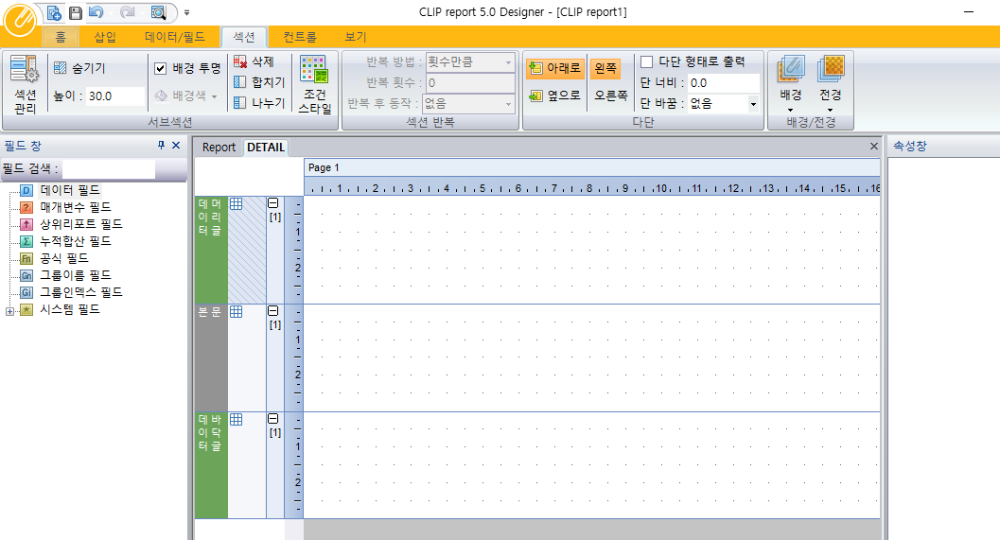 CLIP report 5.0 Designer - [CLIP report1]
홈 삽입 데이터/필드 섹션 컨트롤 보기
섹션 관리
숨기기
높이 : 30.0
배경 투명
배경색
삭제
합치기
나누기
조건 스타일
서브섹션
반복 방법 : 횟수만큼
반복 횟수 : 0
반복 후 동작 : 없음
섹션 반복
아래로
옆으로
왼쪽
오른쪽
다단 형태로 출력
단 너비 : 0.0
단 바꿈 : 없음
다단
배경
전경
배경/전경
필드 창
필드 검색 :
D 데이터 필드
? 매개변수 필드
상위리포트 필드
Σ 누적합산 필드
Fn 공식 필드
Gn 그룹이름 필드
Gi 그룹인덱스 필드
* 시스템 필드
Report DETAIL
Page 1
1 2 3 4 5 6 7 8 9 10 11 12 13 14 15 16
데이터 머리글
[1]
1
2
본문
[1]
1
2
데이터 바닥글
[1]
1
2
속성창